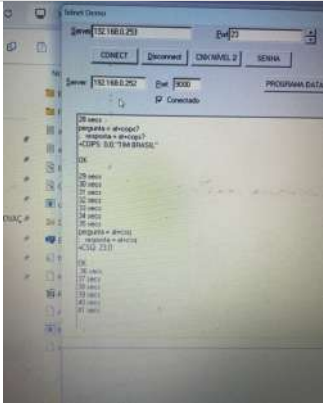 Telnet Demo
Server 192.168.0.253 Port 23
CONECT Disconnect CNX NIVEL 2 SENHA
Server 192.168.0.252 Port 9000 PROGRAMA DATA
Conectado
28 secs
pergunta = at+cops?
resposta = at+cops?
+COPS: 0,0,"TIM BRASIL"
OK
29 secs
30 secs
31 secs
32 secs
33 secs
34 secs
35 secs
pergunta = at+csq
resposta = at+csq
+CSQ: 23,0
OK
36 secs
37 secs
38 secs
39 secs
40 secs
41 secs